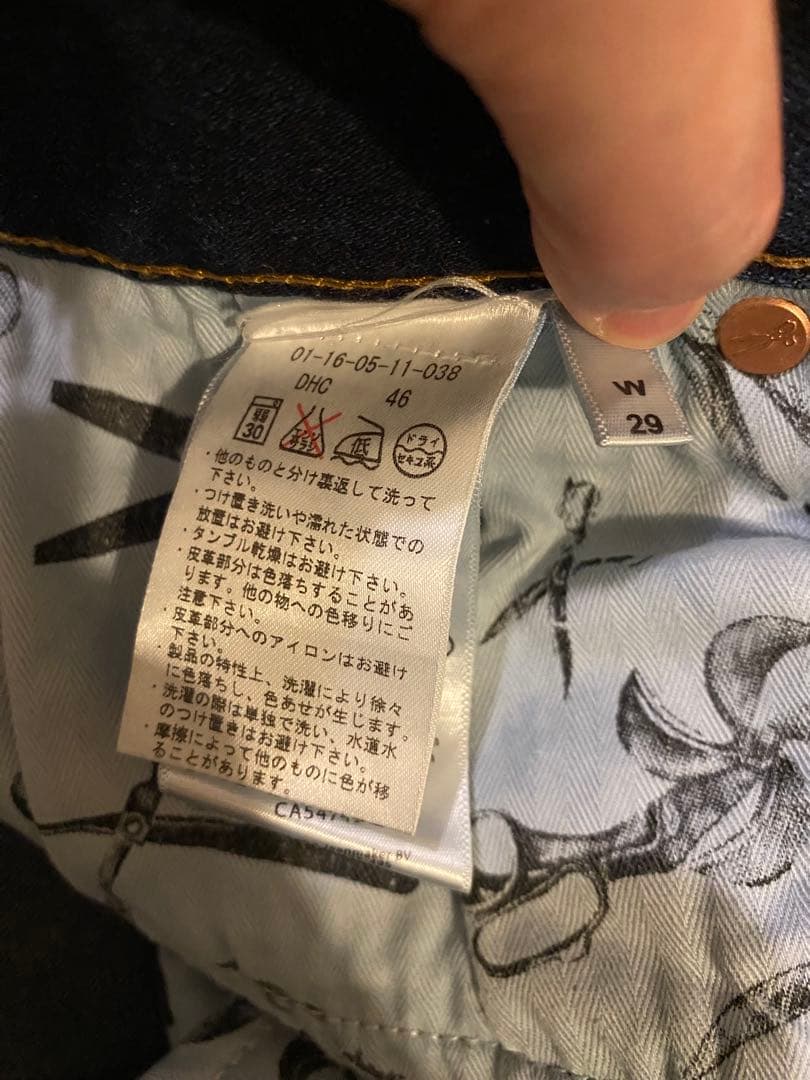 01-16-05-11-038
DHC 46
弱 30
エンソ サラシ
低
ドライ
セキユ系
・他のものと分け裏返して洗って
下さい。
・つけ置き洗いや濡れた状態での
放置はお避け下さい。
・タンブル乾燥はお避け下さい。
・皮革部分は色落ちすることがあ
ります。他の物への色移りにご
注意下さい。
・皮革部分へのアイロンはお避け
下さい。
・製品の特性上、洗濯により徐々
に色落ちし、色あせが生じます。
・洗濯の際は単独で洗い、水道水
のつけ置きはお避け下さい。
・摩擦によって他のものに色が移
ることがあります。
W
29
BV